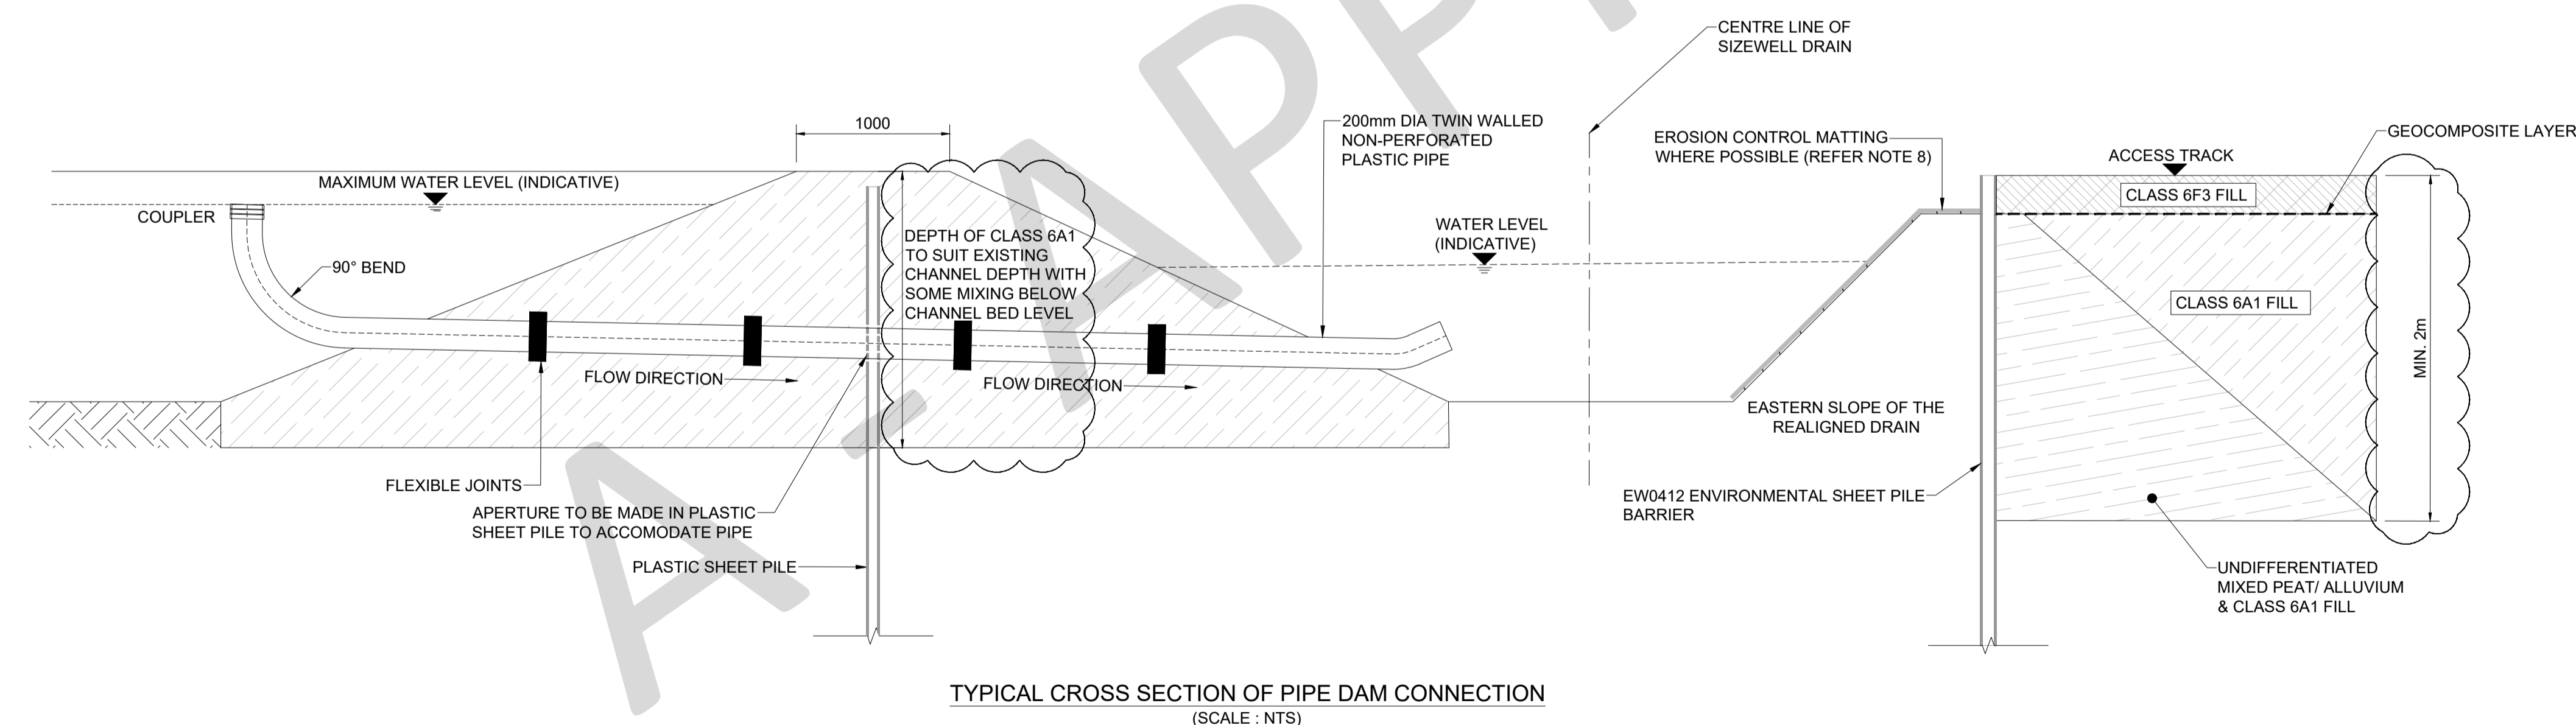 CENTRE LINE OF
SIZEWELL DRAIN
1000
200mm DIA TWIN WALLED
NON-PERFORATED
PLASTIC PIPE
EROSION CONTROL MATTING
WHERE POSSIBLE (REFER NOTE 8)
GEOCOMPOSITE LAYER
ACCESS TRACK
MAXIMUM WATER LEVEL (INDICATIVE)
CLASS 6F3 FILL
COUPLER
WATER LEVEL
(INDICATIVE)
DEPTH OF CLASS 6A1
TO SUIT EXISTING
CHANNEL DEPTH WITH
SOME MIXING BELOW
CHANNEL BED LEVEL
90° BEND
CLASS 6A1 FILL
MIN. 2m
FLOW DIRECTION
FLOW DIRECTION
EASTERN SLOPE OF THE
REALIGNED DRAIN
FLEXIBLE JOINTS
APERTURE TO BE MADE IN PLASTIC
SHEET PILE TO ACCOMODATE PIPE
EW0412 ENVIRONMENTAL SHEET PILE
BARRIER
PLASTIC SHEET PILE
UNDIFFERENTIATED
MIXED PEAT/ ALLUVIUM
& CLASS 6A1 FILL
TYPICAL CROSS SECTION OF PIPE DAM CONNECTION
(SCALE : NTS)
A - APP